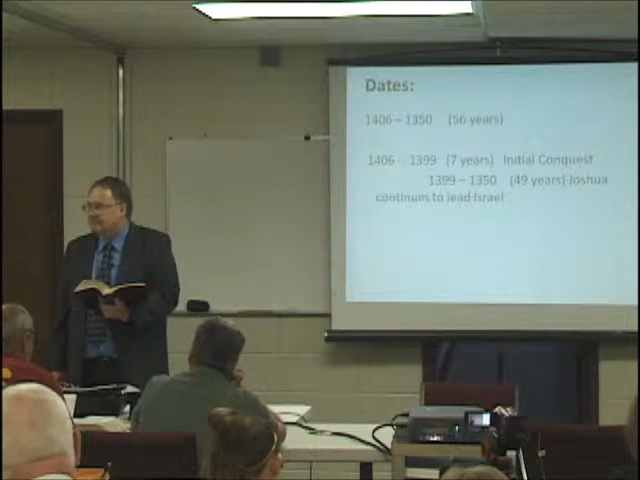 Dates:
1406 – 1350 (56 years)
1406 – 1399 (7 years) Initial Conquest
1399 – 1350 (49 years) Joshua
continues to lead Israel